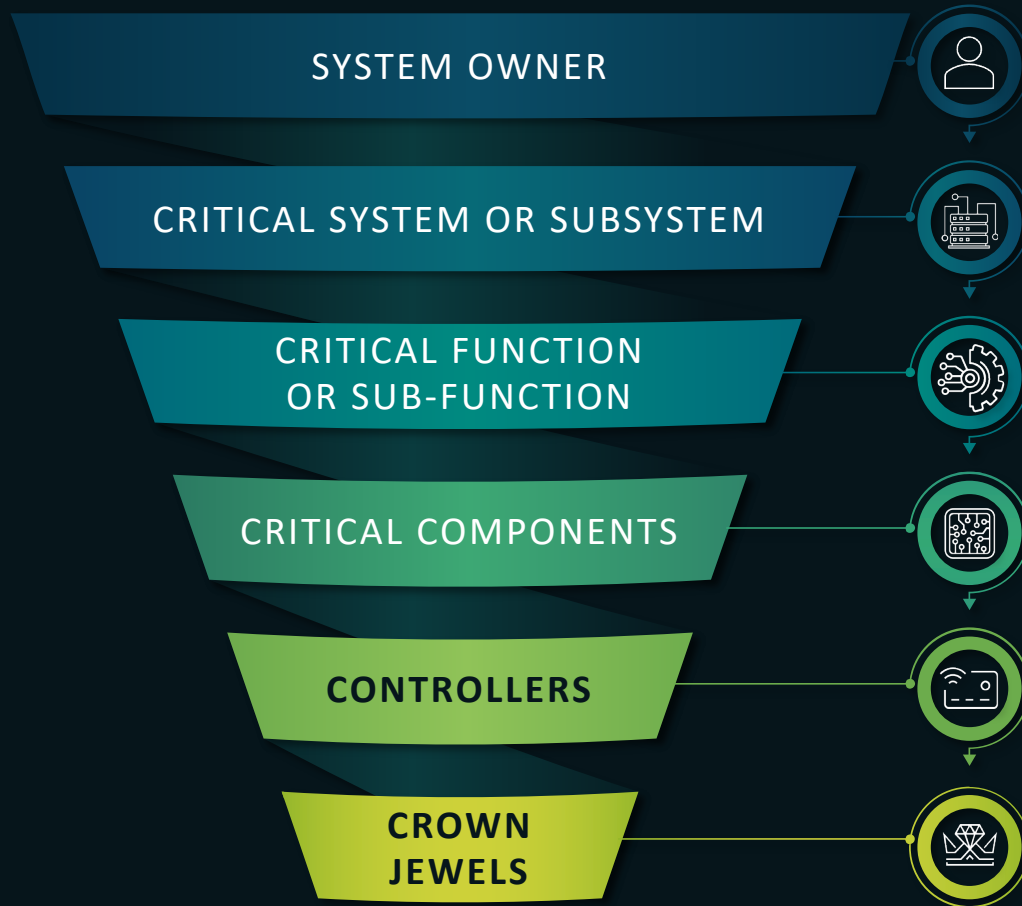 SYSTEM OWNER
CRITICAL SYSTEM OR SUBSYSTEM
CRITICAL FUNCTION
OR SUB-FUNCTION
CRITICAL COMPONENTS
CONTROLLERS
CROWN
JEWELS